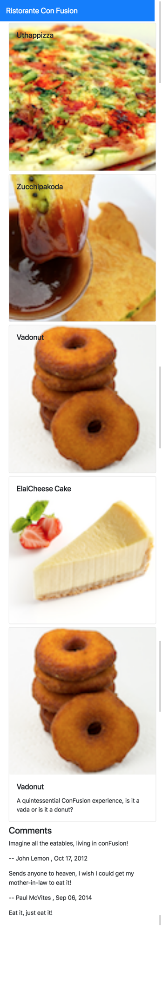 Ristorante Con Fusion
Uthappizza
Zucchipakoda
Vadonut
ElaiCheese Cake
Vadonut
A quintessential ConFusion experience, is it a
vada or is it a donut?
Comments
Imagine all the eatables, living in conFusion!
-- John Lemon , Oct 17, 2012
Sends anyone to heaven, I wish I could get my
mother-in-law to eat it!
-- Paul McVites , Sep 06, 2014
Eat it, just eat it!